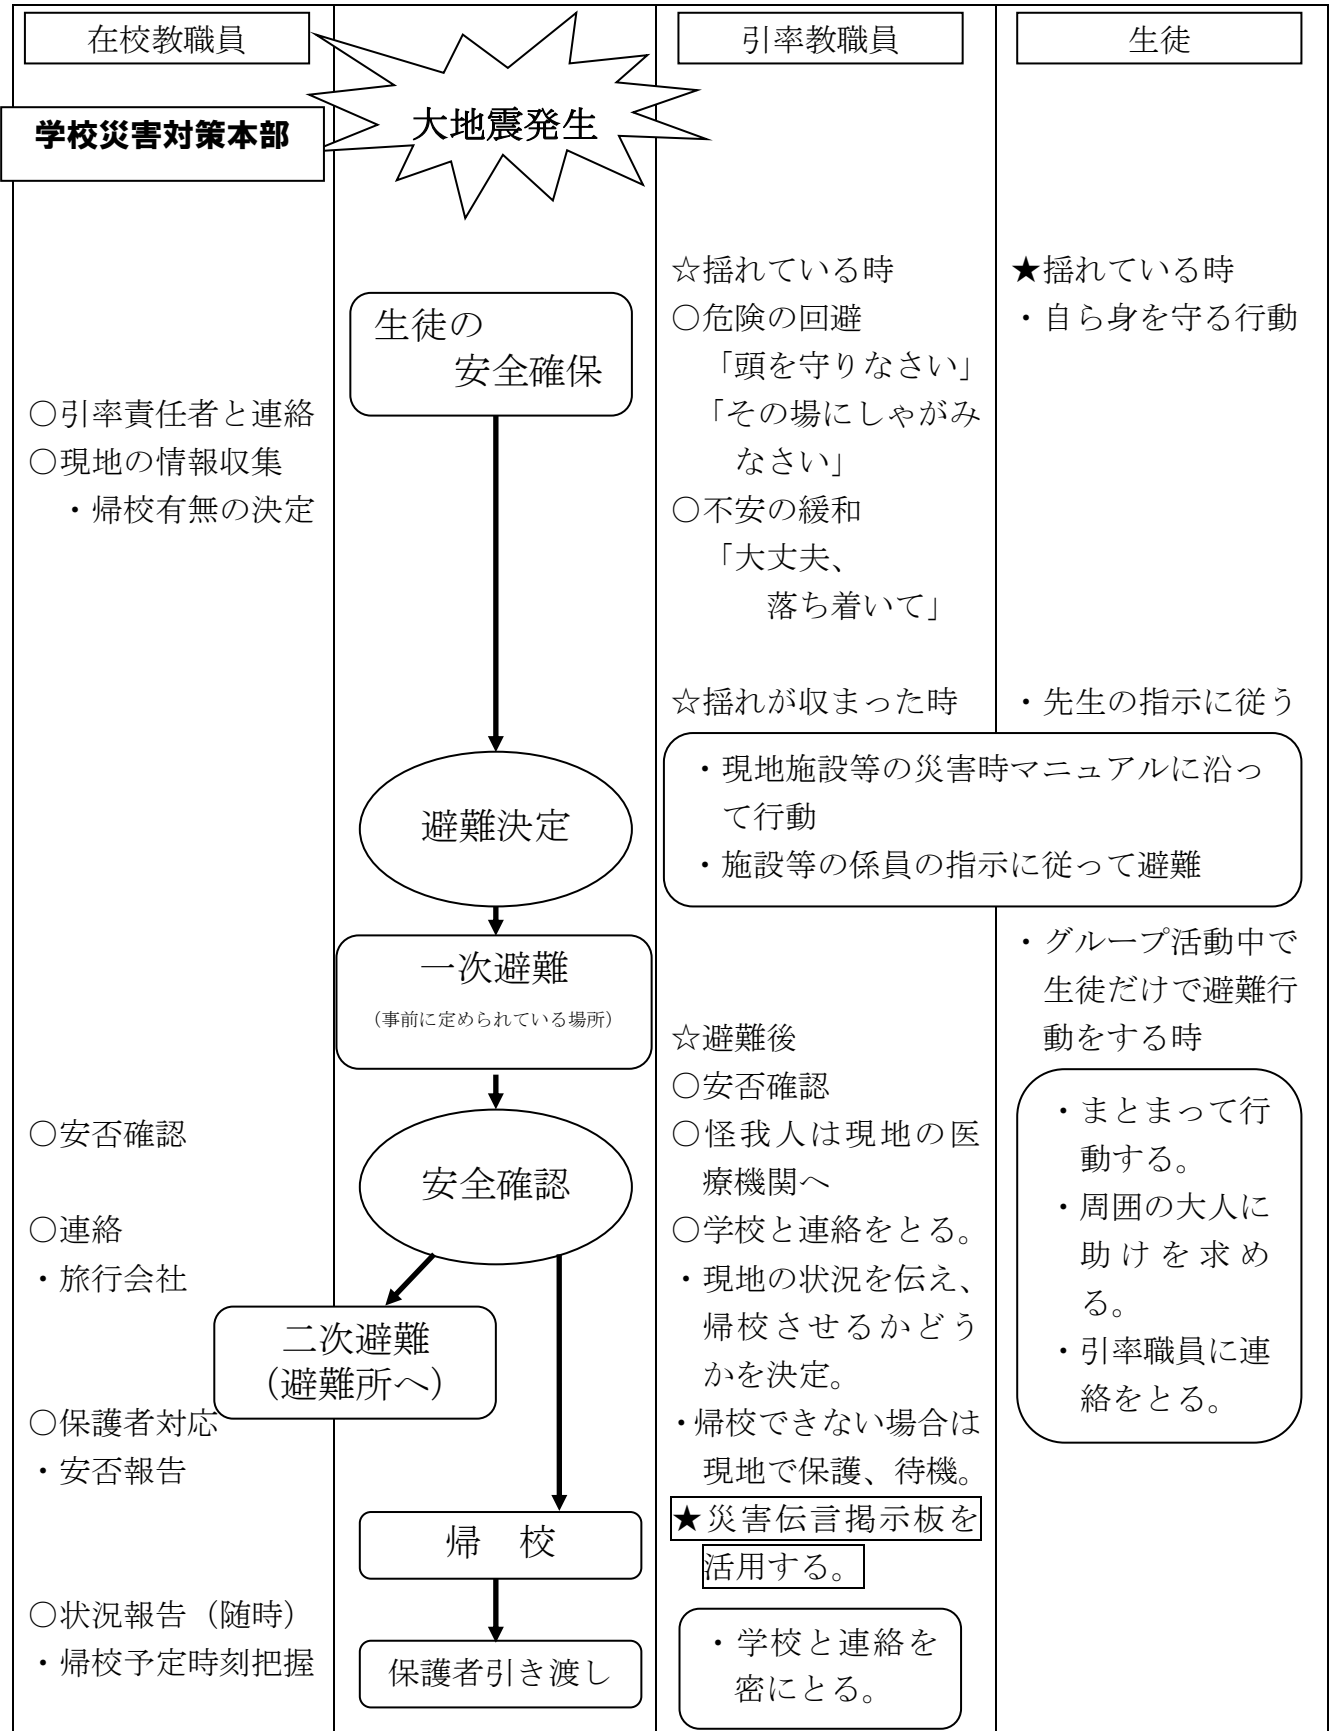 在校教職員
学校災害対策本部
○引率責任者と連絡
○現地の情報収集
・帰校有無の決定
○安否確認
○連絡
・旅行会社
○保護者対応
・安否報告
○状況報告（随時）
・帰校予定時刻把握
大地震発生
生徒の
安全確保
避難決定
一次避難
（事前に定められている場所）
安全確認
二次避難
（避難所へ）
帰　校
保護者引き渡し
引率教職員
☆揺れている時
○危険の回避
「頭を守りなさい」
「その場にしゃがみ
なさい」
○不安の緩和
「大丈夫、
落ち着いて」
☆揺れが収まった時
・現地施設等の災害時マニュアルに沿っ
て行動
・施設等の係員の指示に従って避難
☆避難後
○安否確認
○怪我人は現地の医
療機関へ
○学校と連絡をとる。
・現地の状況を伝え、
帰校させるかどう
かを決定。
・帰校できない場合は
現地で保護、待機。
★災害伝言掲示板を
活用する。
・学校と連絡を
密にとる。
生徒
★揺れている時
・自ら身を守る行動
・先生の指示に従う
・グループ活動中で
生徒だけで避難行
動をする時
・まとまって行
動する。
・周囲の大人に
助けを求め
る。
・引率職員に連
絡をとる。